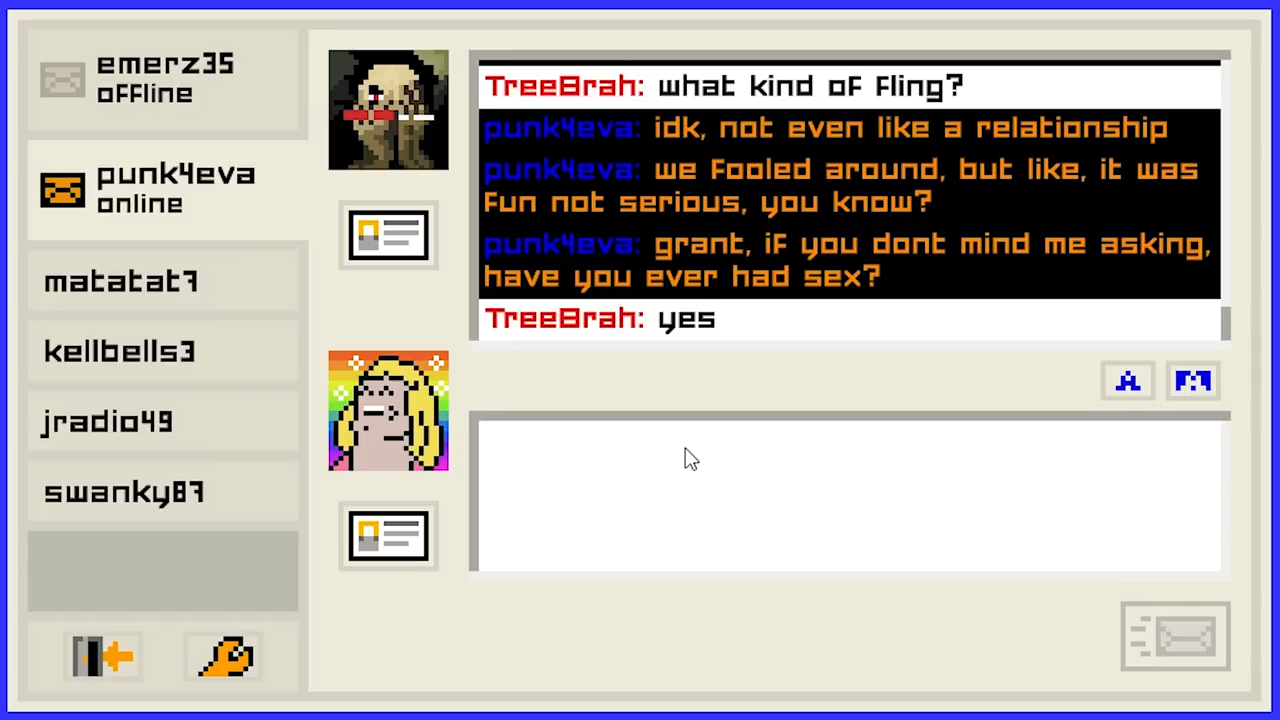 emerz35
offline
punk4eva
online
matatat7
kellbells3
jradio49
swanky87
TreeBrah: what kind of fling?
punk4eva: idk, not even like a relationship
punk4eva: we fooled around, but like, it was
fun not serious, you know?
punk4eva: grant, if you dont mind me asking,
have you ever had sex?
TreeBrah: yes
A